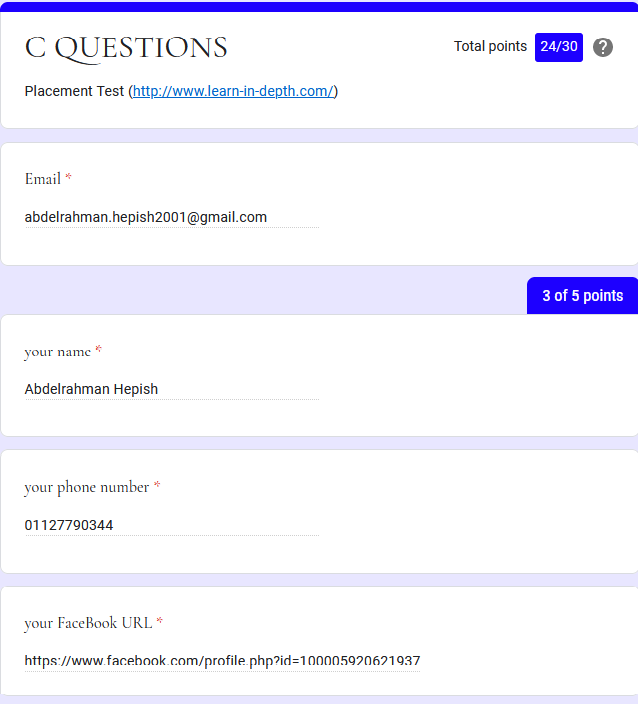 C QUESTIONS
Total points 24/30 ?
Placement Test (http://www.learn-in-depth.com/)
Email *
abdelrahman.hepish2001@gmail.com
3 of 5 points
your name *
Abdelrahman Hepish
your phone number *
01127790344
your FaceBook URL *
https://www.facebook.com/profile.php?id=100005920621937